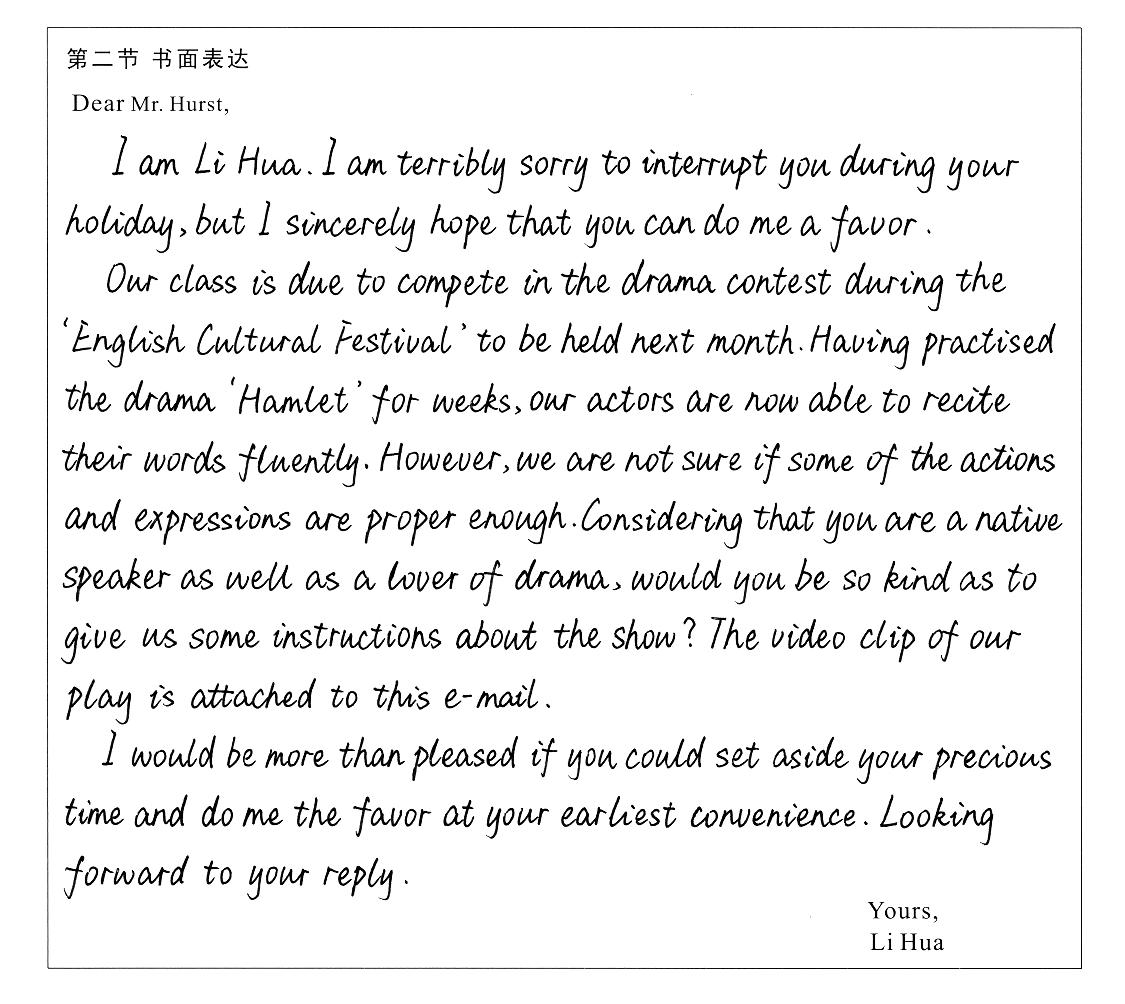 第二节 书面表达
Dear Mr. Hurst,
I am Li Hua. I am terribly sorry to interrupt you during your
holiday, but I sincerely hope that you can do me a favor.
Our class is due to compete in the drama contest during the
‘English Cultural Festival’ to be held next month. Having practised
the drama ‘Hamlet’ for weeks, our actors are now able to recite
their words fluently. However, we are not sure if some of the actions
and expressions are proper enough. Considering that you are a native
speaker as well as a lover of drama, would you be so kind as to
give us some instructions about the show? The video clip of our
play is attached to this e-mail.
I would be more than pleased if you could set aside your precious
time and do me the favor at your earliest convenience. Looking
forward to your reply.
Yours,
Li Hua